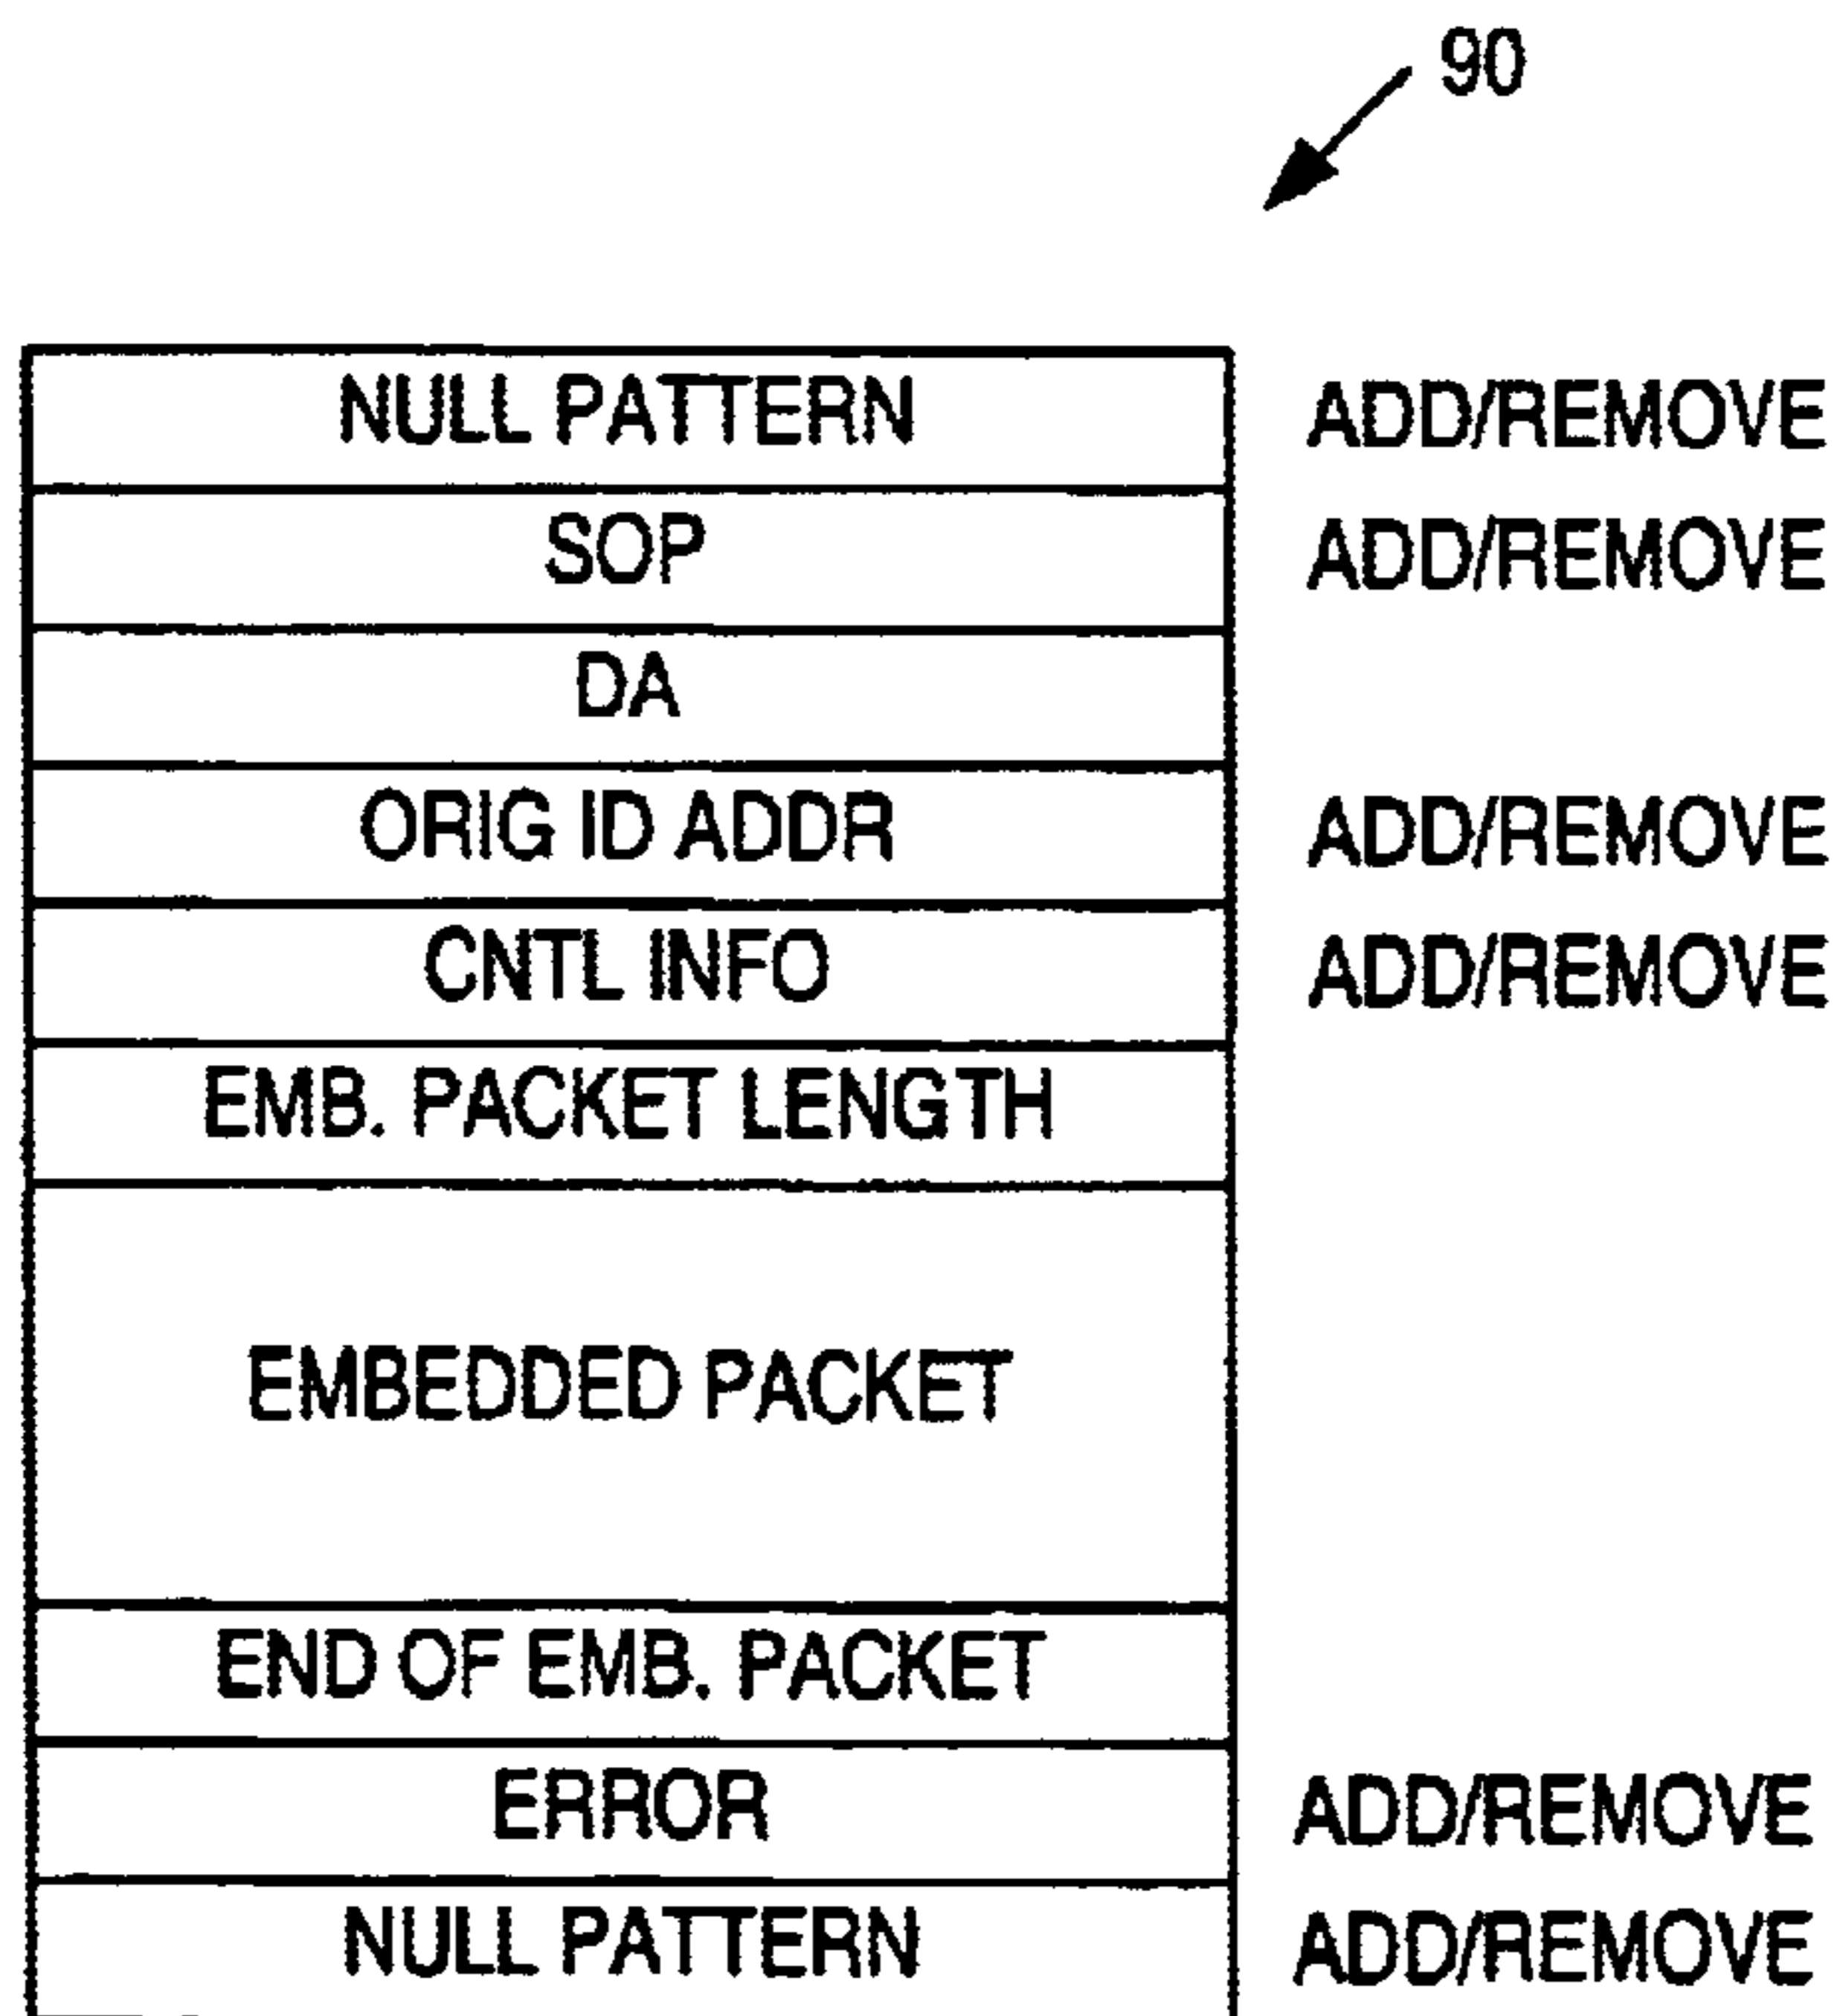 90
NULL PATTERN ADD/REMOVE
SOP ADD/REMOVE
DA
ORIG ID ADDR ADD/REMOVE
CNTL INFO ADD/REMOVE
EMB. PACKET LENGTH
EMBEDDED PACKET
END OF EMB. PACKET
ERROR ADD/REMOVE
NULL PATTERN ADD/REMOVE